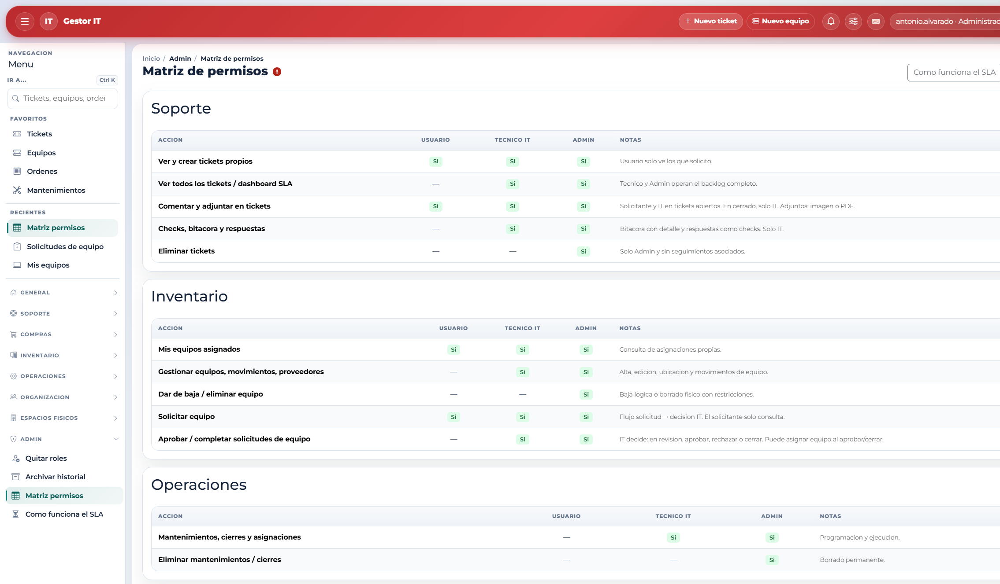 IT Gestor IT
+ Nuevo ticket
Nuevo equipo
antonio.alvarado · Administrad
NAVEGACION
Menu
IR A...
Ctrl K
Tickets, equipos, order
FAVORITOS
Tickets
Equipos
Ordenes
Mantenimientos
RECIENTES
Matriz permisos
Solicitudes de equipo
Mis equipos
GENERAL
SOPORTE
COMPRAS
INVENTARIO
OPERACIONES
ORGANIZACION
ESPACIOS FISICOS
ADMIN
Quitar roles
Archivar historial
Matriz permisos
Como funciona el SLA
Inicio / Admin / Matriz de permisos
Matriz de permisos !
Como funciona el SLA
Soporte
ACCION USUARIO TECNICO IT ADMIN NOTAS
Ver y crear tickets propios Si Si Si Usuario solo ve los que solicito.
Ver todos los tickets / dashboard SLA — Si Si Tecnico y Admin operan el backlog completo.
Comentar y adjuntar en tickets Si Si Si Solicitante y IT en tickets abiertos. En cerrado, solo IT. Adjuntos: imagen o PDF.
Checks, bitacora y respuestas — Si Si Bitacora con detalle y respuestas como checks. Solo IT.
Eliminar tickets — — Si Solo Admin y sin seguimientos asociados.
Inventario
ACCION USUARIO TECNICO IT ADMIN NOTAS
Mis equipos asignados Si Si Si Consulta de asignaciones propias.
Gestionar equipos, movimientos, proveedores — Si Si Alta, edicion, ubicacion y movimientos de equipo.
Dar de baja / eliminar equipo — — Si Baja logica o borrado fisico con restricciones.
Solicitar equipo Si Si Si Flujo solicitud → decision IT. El solicitante solo consulta.
Aprobar / completar solicitudes de equipo — Si Si IT decide: en revision, aprobar, rechazar o cerrar. Puede asignar equipo al aprobar/cerrar.
Operaciones
ACCION USUARIO TECNICO IT ADMIN NOTAS
Mantenimientos, cierres y asignaciones — Si Si Programacion y ejecucion.
Eliminar mantenimientos / cierres — — Si Borrado permanente.